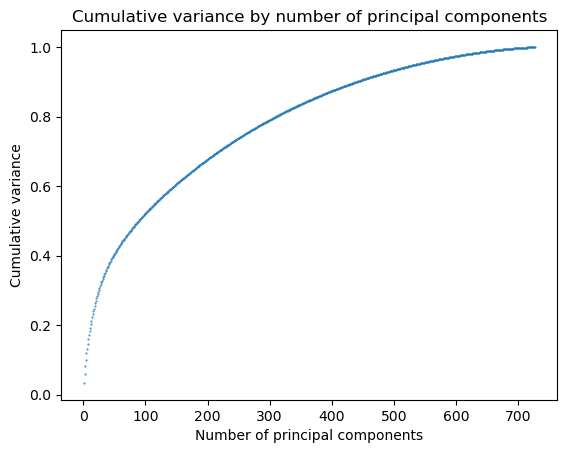 Cumulative variance by number of principal components
1.0
0.8
0.6
0.4
0.2
0.0
Cumulative variance
0 100 200 300 400 500 600 700
Number of principal components